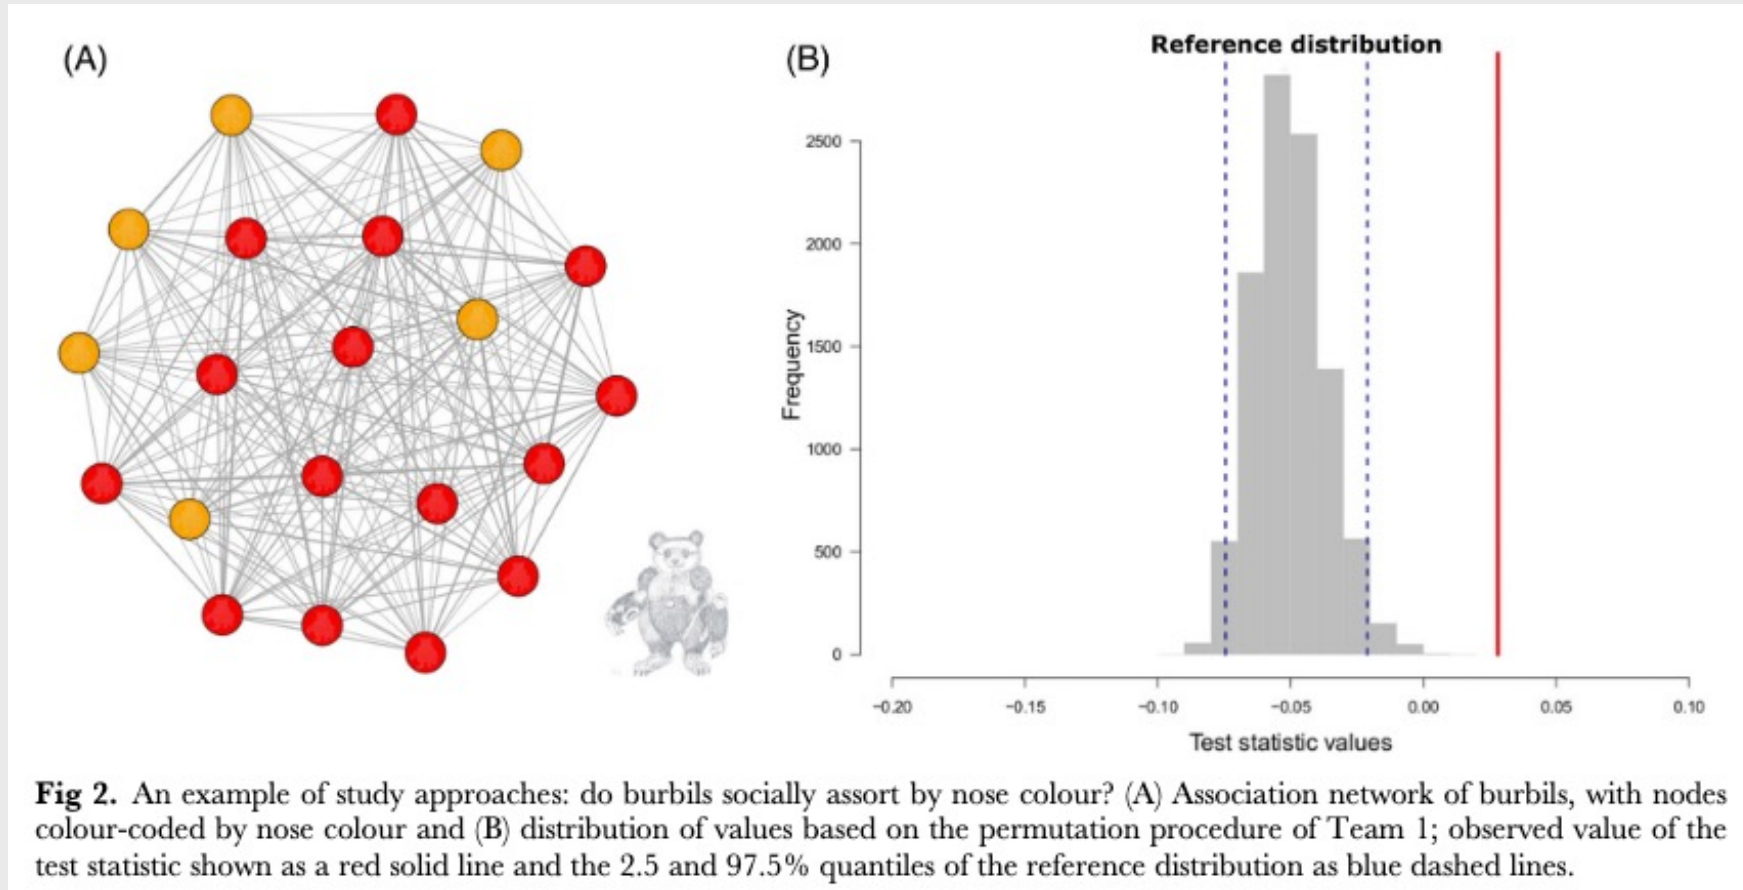 (A)
(B)
Reference distribution
Frequency
2500
2000
1500
1000
500
0
−0.20 −0.15 −0.10 −0.05 0.00 0.05 0.10
Test statistic values
Fig 2. An example of study approaches: do burbils socially assort by nose colour? (A) Association network of burbils, with nodes
colour-coded by nose colour and (B) distribution of values based on the permutation procedure of Team 1; observed value of the
test statistic shown as a red solid line and the 2.5 and 97.5% quantiles of the reference distribution as blue dashed lines.